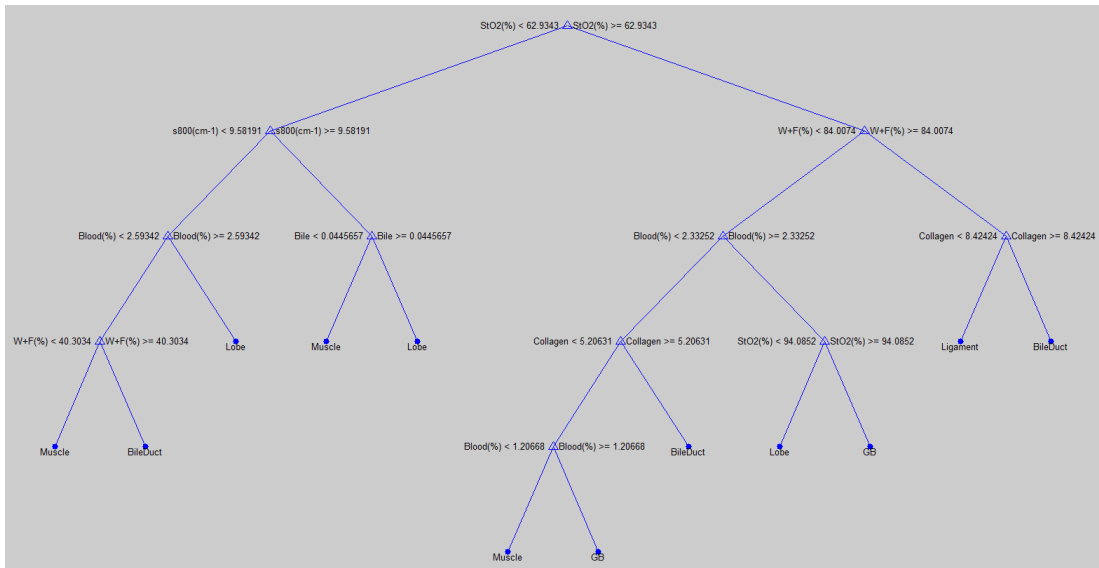 StO2(%) < 62.9343 StO2(%) >= 62.9343
s800(cm-1) < 9.58191 s800(cm-1) >= 9.58191 W+F(%) < 84.0074 W+F(%) >= 84.0074
Blood(%) < 2.59342 Blood(%) >= 2.59342 Bile < 0.0445657 Bile >= 0.0445657 Blood(%) < 2.33252 Blood(%) >= 2.33252 Collagen < 8.42424 Collagen >= 8.42424
W+F(%) < 40.3034 W+F(%) >= 40.3034 Lobe Muscle Lobe Collagen < 5.20631 Collagen >= 5.20631 StO2(%) < 94.0852 StO2(%) >= 94.0852 Ligament BileDuct
Muscle BileDuct Blood(%) < 1.20668 Blood(%) >= 1.20668 BileDuct Lobe GB
Muscle GB